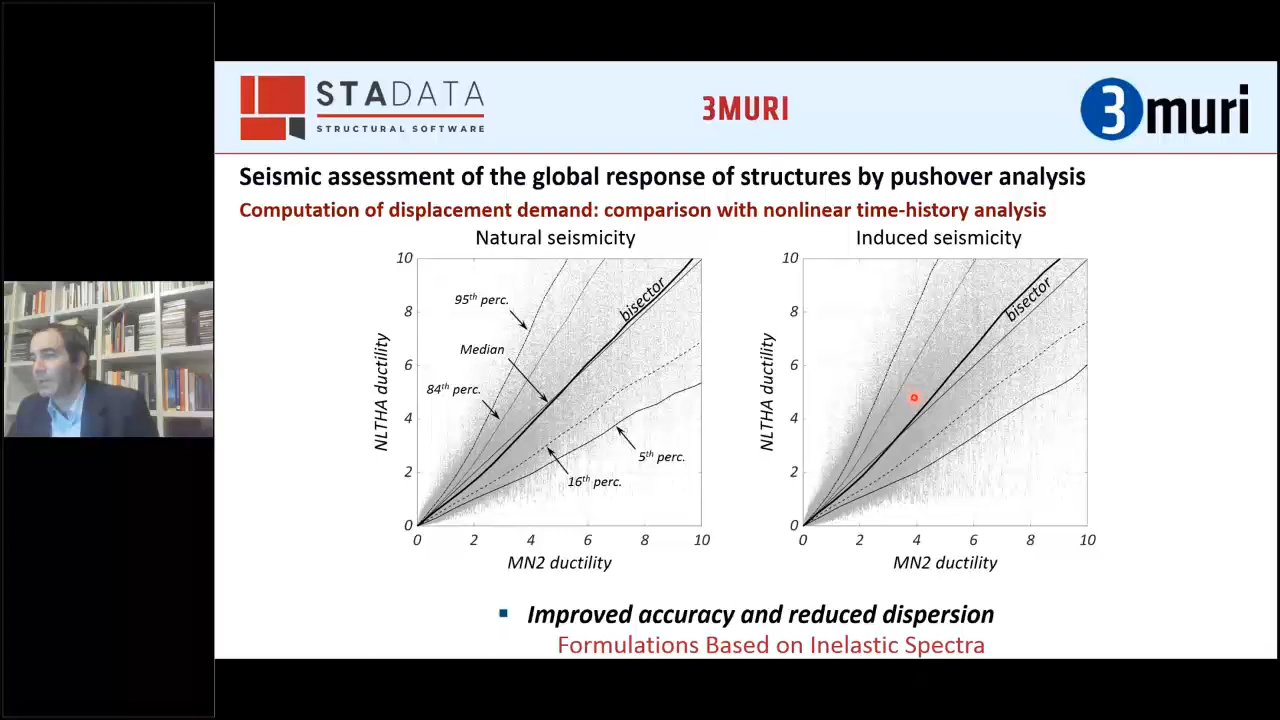 STADATA
STRUCTURAL SOFTWARE
3MURI
3muri
Seismic assessment of the global response of structures by pushover analysis
Computation of displacement demand: comparison with nonlinear time-history analysis
Natural seismicity
10
8
6
4
2
0
NLTHA ductility
95th perc.
Median
84th perc.
bisector
5th perc.
16th perc.
0 2 4 6 8 10
MN2 ductility
Induced seismicity
10
8
6
4
2
0
NLTHA ductility
bisector
0 2 4 6 8 10
MN2 ductility
▪ Improved accuracy and reduced dispersion
Formulations Based on Inelastic Spectra